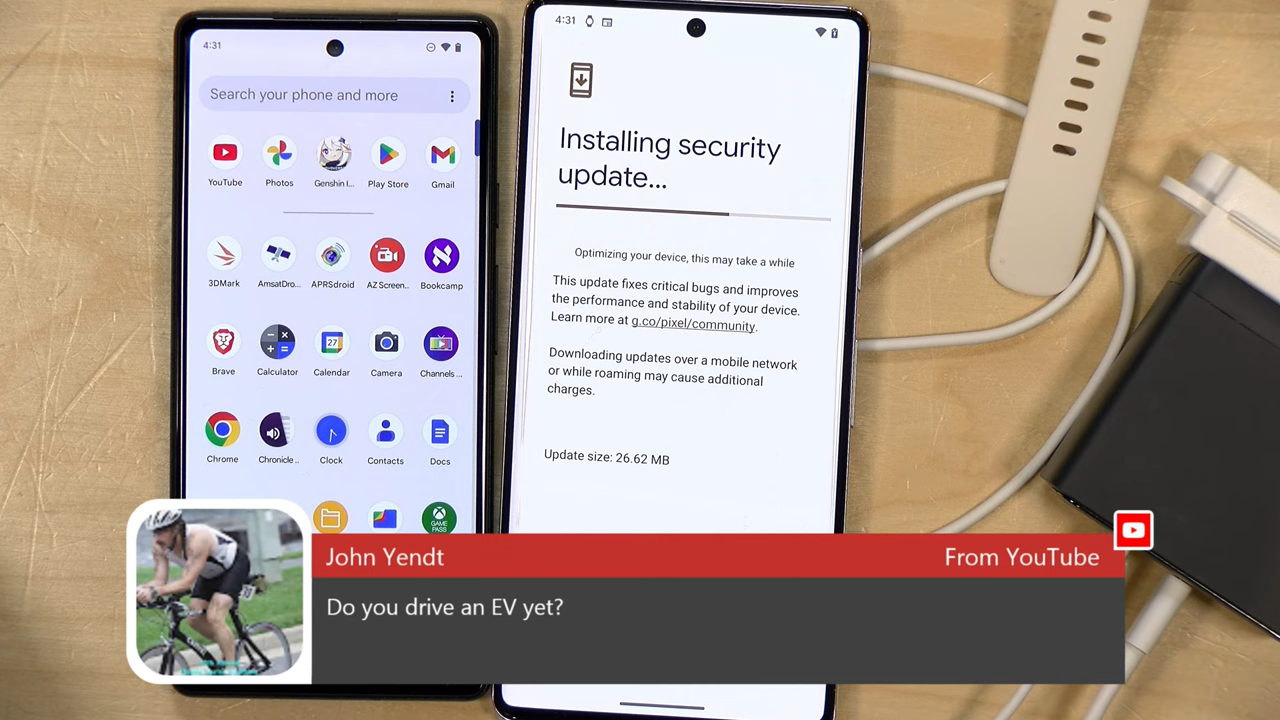 4:31
Search your phone and more
YouTube
Photos
Genshin I...
Play Store
Gmail
3DMark
AmsatDro...
APRSdroid
AZ Screen..
Bookcamp
Brave
Calculator
27
Calendar
Camera
Channels ...
Chrome
Chronicle..
Clock
Contacts
Docs
GAME
PASS
4:31
Installing security
update...
Optimizing your device, this may take a while
This update fixes critical bugs and improves
the performance and stability of your device.
Learn more at g.co/pixel/community.
Downloading updates over a mobile network
or while roaming may cause additional
charges.
Update size: 26.62 MB
John Yendt
From YouTube
Do you drive an EV yet?